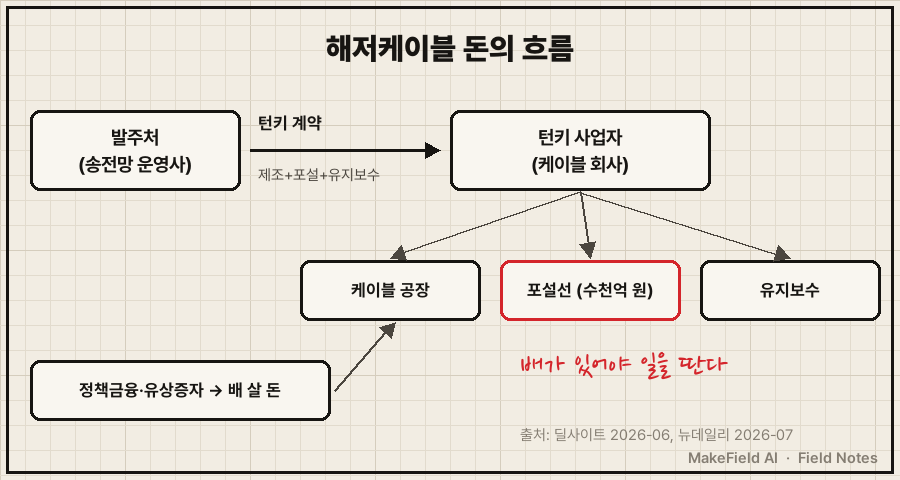 해저케이블 돈의 흐름
발주처
(송전망 운영사)
턴키 계약
제조+포설+유지보수
턴키 사업자
(케이블 회사)
케이블 공장
포설선 (수천억 원)
유지보수
배가 있어야 일을 딴다
정책금융·유상증자 → 배 살 돈
출처: 딜사이트 2026-06, 뉴데일리 2026-07
MakeField AI · Field Notes